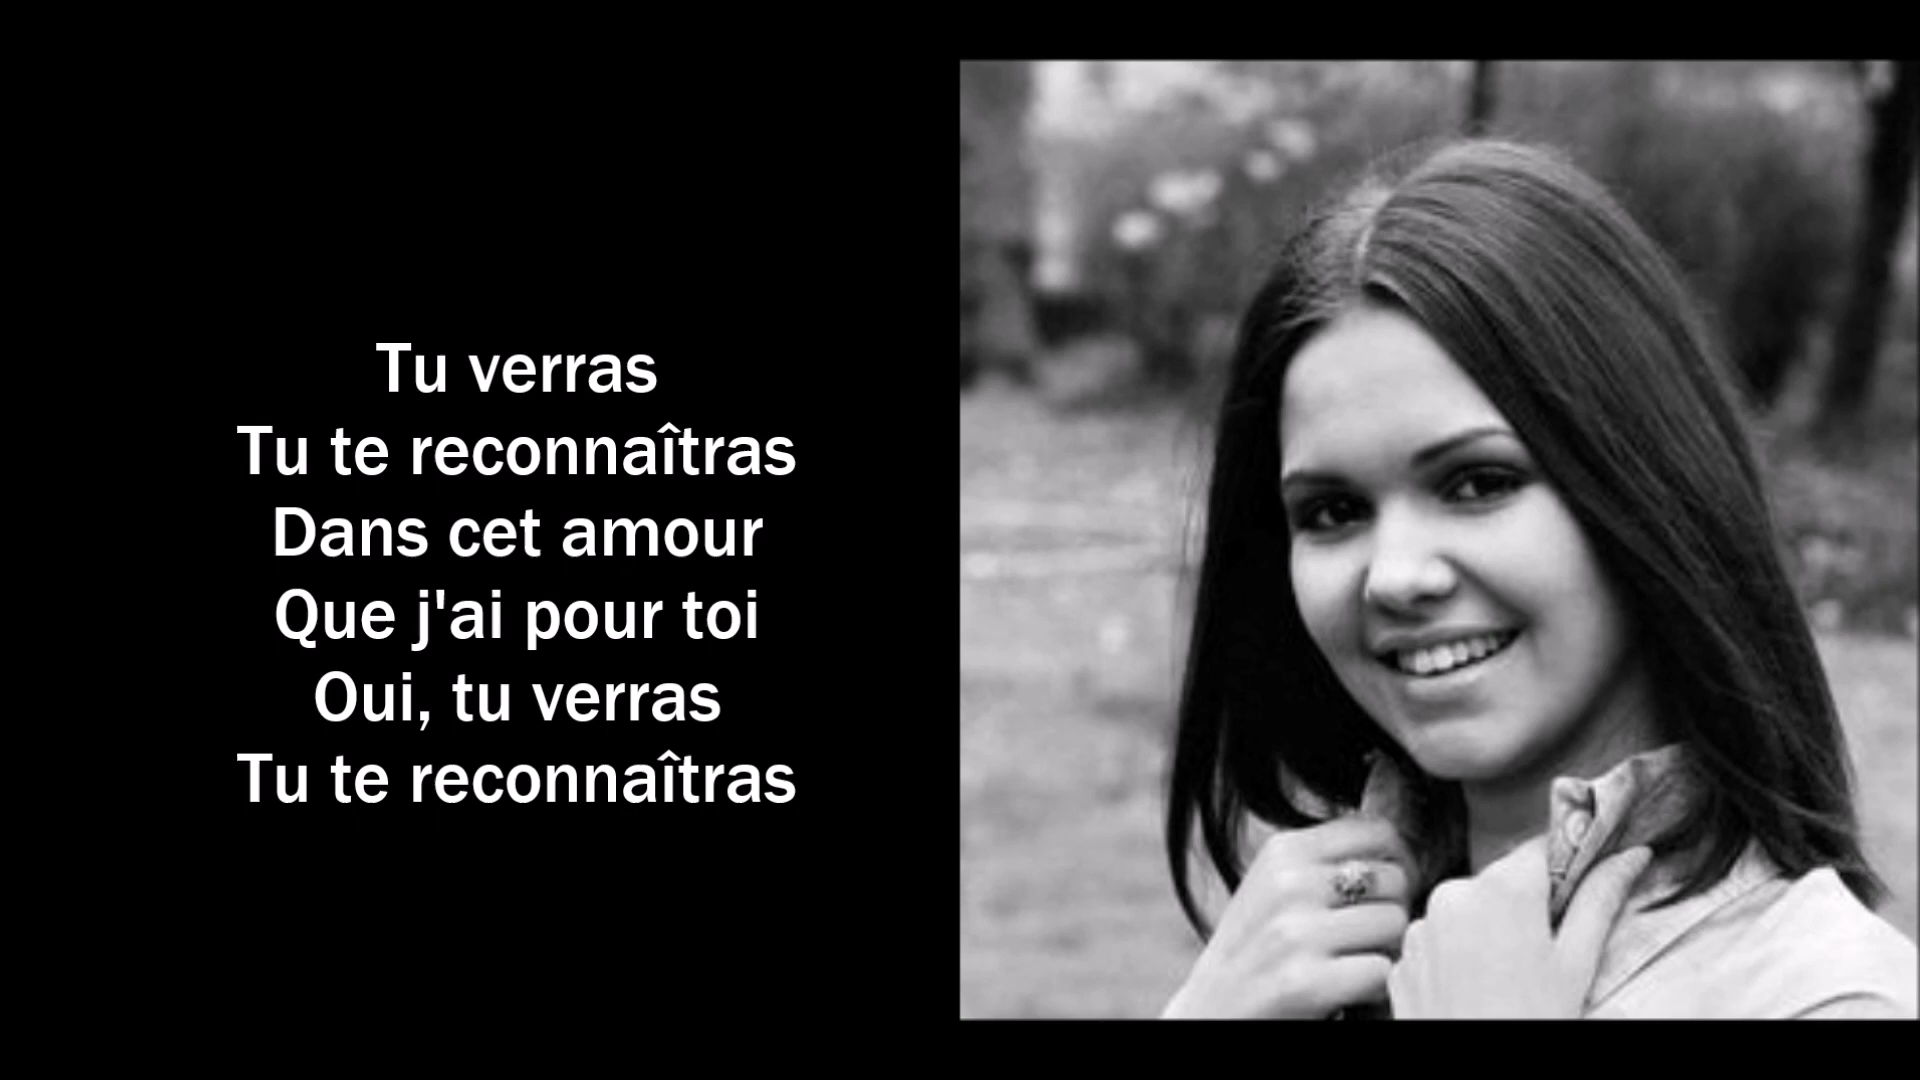 Tu verras
Tu te reconnaîtras
Dans cet amour
Que j'ai pour toi
Oui, tu verras
Tu te reconnaîtras